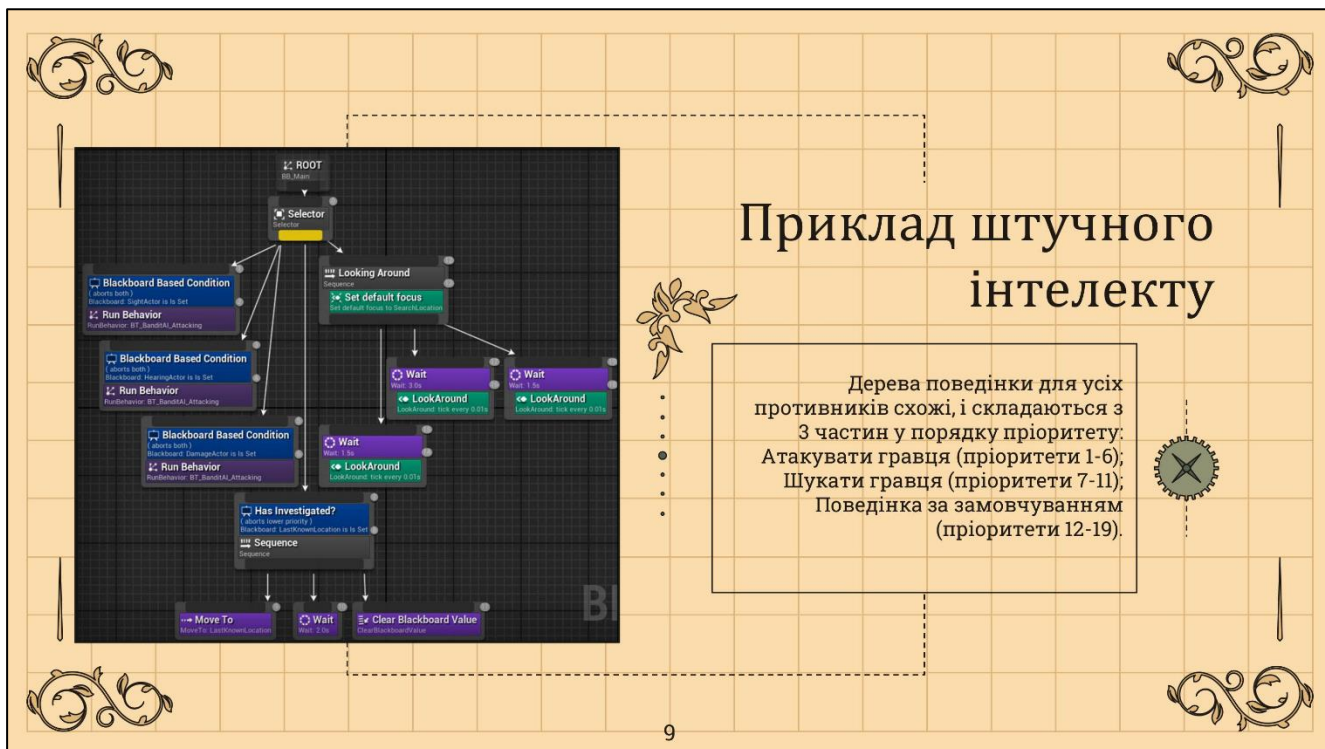 ROOT
BB_Main
Selector
Selector
Blackboard Based Condition
( aborts both )
Blackboard: SightActor is Is Set
Run Behavior
RunBehavior: BT_BanditAI_Attacking
Blackboard Based Condition
( aborts both )
Blackboard: HearingActor is Is Set
Run Behavior
RunBehavior: BT_BanditAI_Attacking
Blackboard Based Condition
( aborts both )
Blackboard: DamageActor is Is Set
Run Behavior
RunBehavior: BT_BanditAI_Attacking
Has Investigated?
( aborts lower priority )
Blackboard: LastKnownLocation is Is Set
Sequence
Sequence
Move To
MoveTo: LastKnownLocation
Wait
Wait: 2.0s
Clear Blackboard Value
ClearBlackboardValue
Looking Around
Sequence
Set default focus
Set default focus to SearchLocation
Wait
Wait: 1.5s
LookAround
LookAround: tick every 0.01s
Wait
Wait: 3.0s
LookAround
LookAround: tick every 0.01s
Wait
Wait: 1.5s
LookAround
LookAround: tick every 0.01s
Приклад штучного
інтелекту
Дерева поведінки для усіх
противників схожі, і складаються з
3 частин у порядку пріоритету:
Атакувати гравця (пріоритети 1-6);
Шукати гравця (пріоритети 7-11);
Поведінка за замовчуванням
(пріоритети 12-19).
9